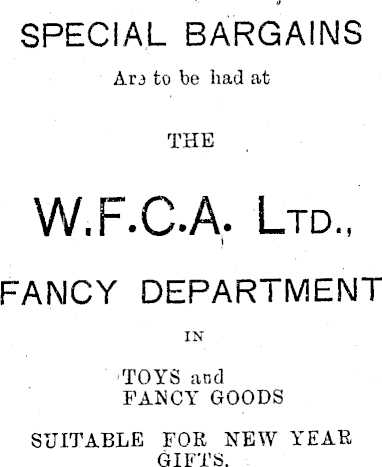 SPECIAL BARGAINS
Are to be had at
THE
W.F.C.A. LTD.,
FANCY DEPARTMENT
IN
TOYS and
FANCY GOODS
SUITABLE FOR NEW YEAR
GIFTS.